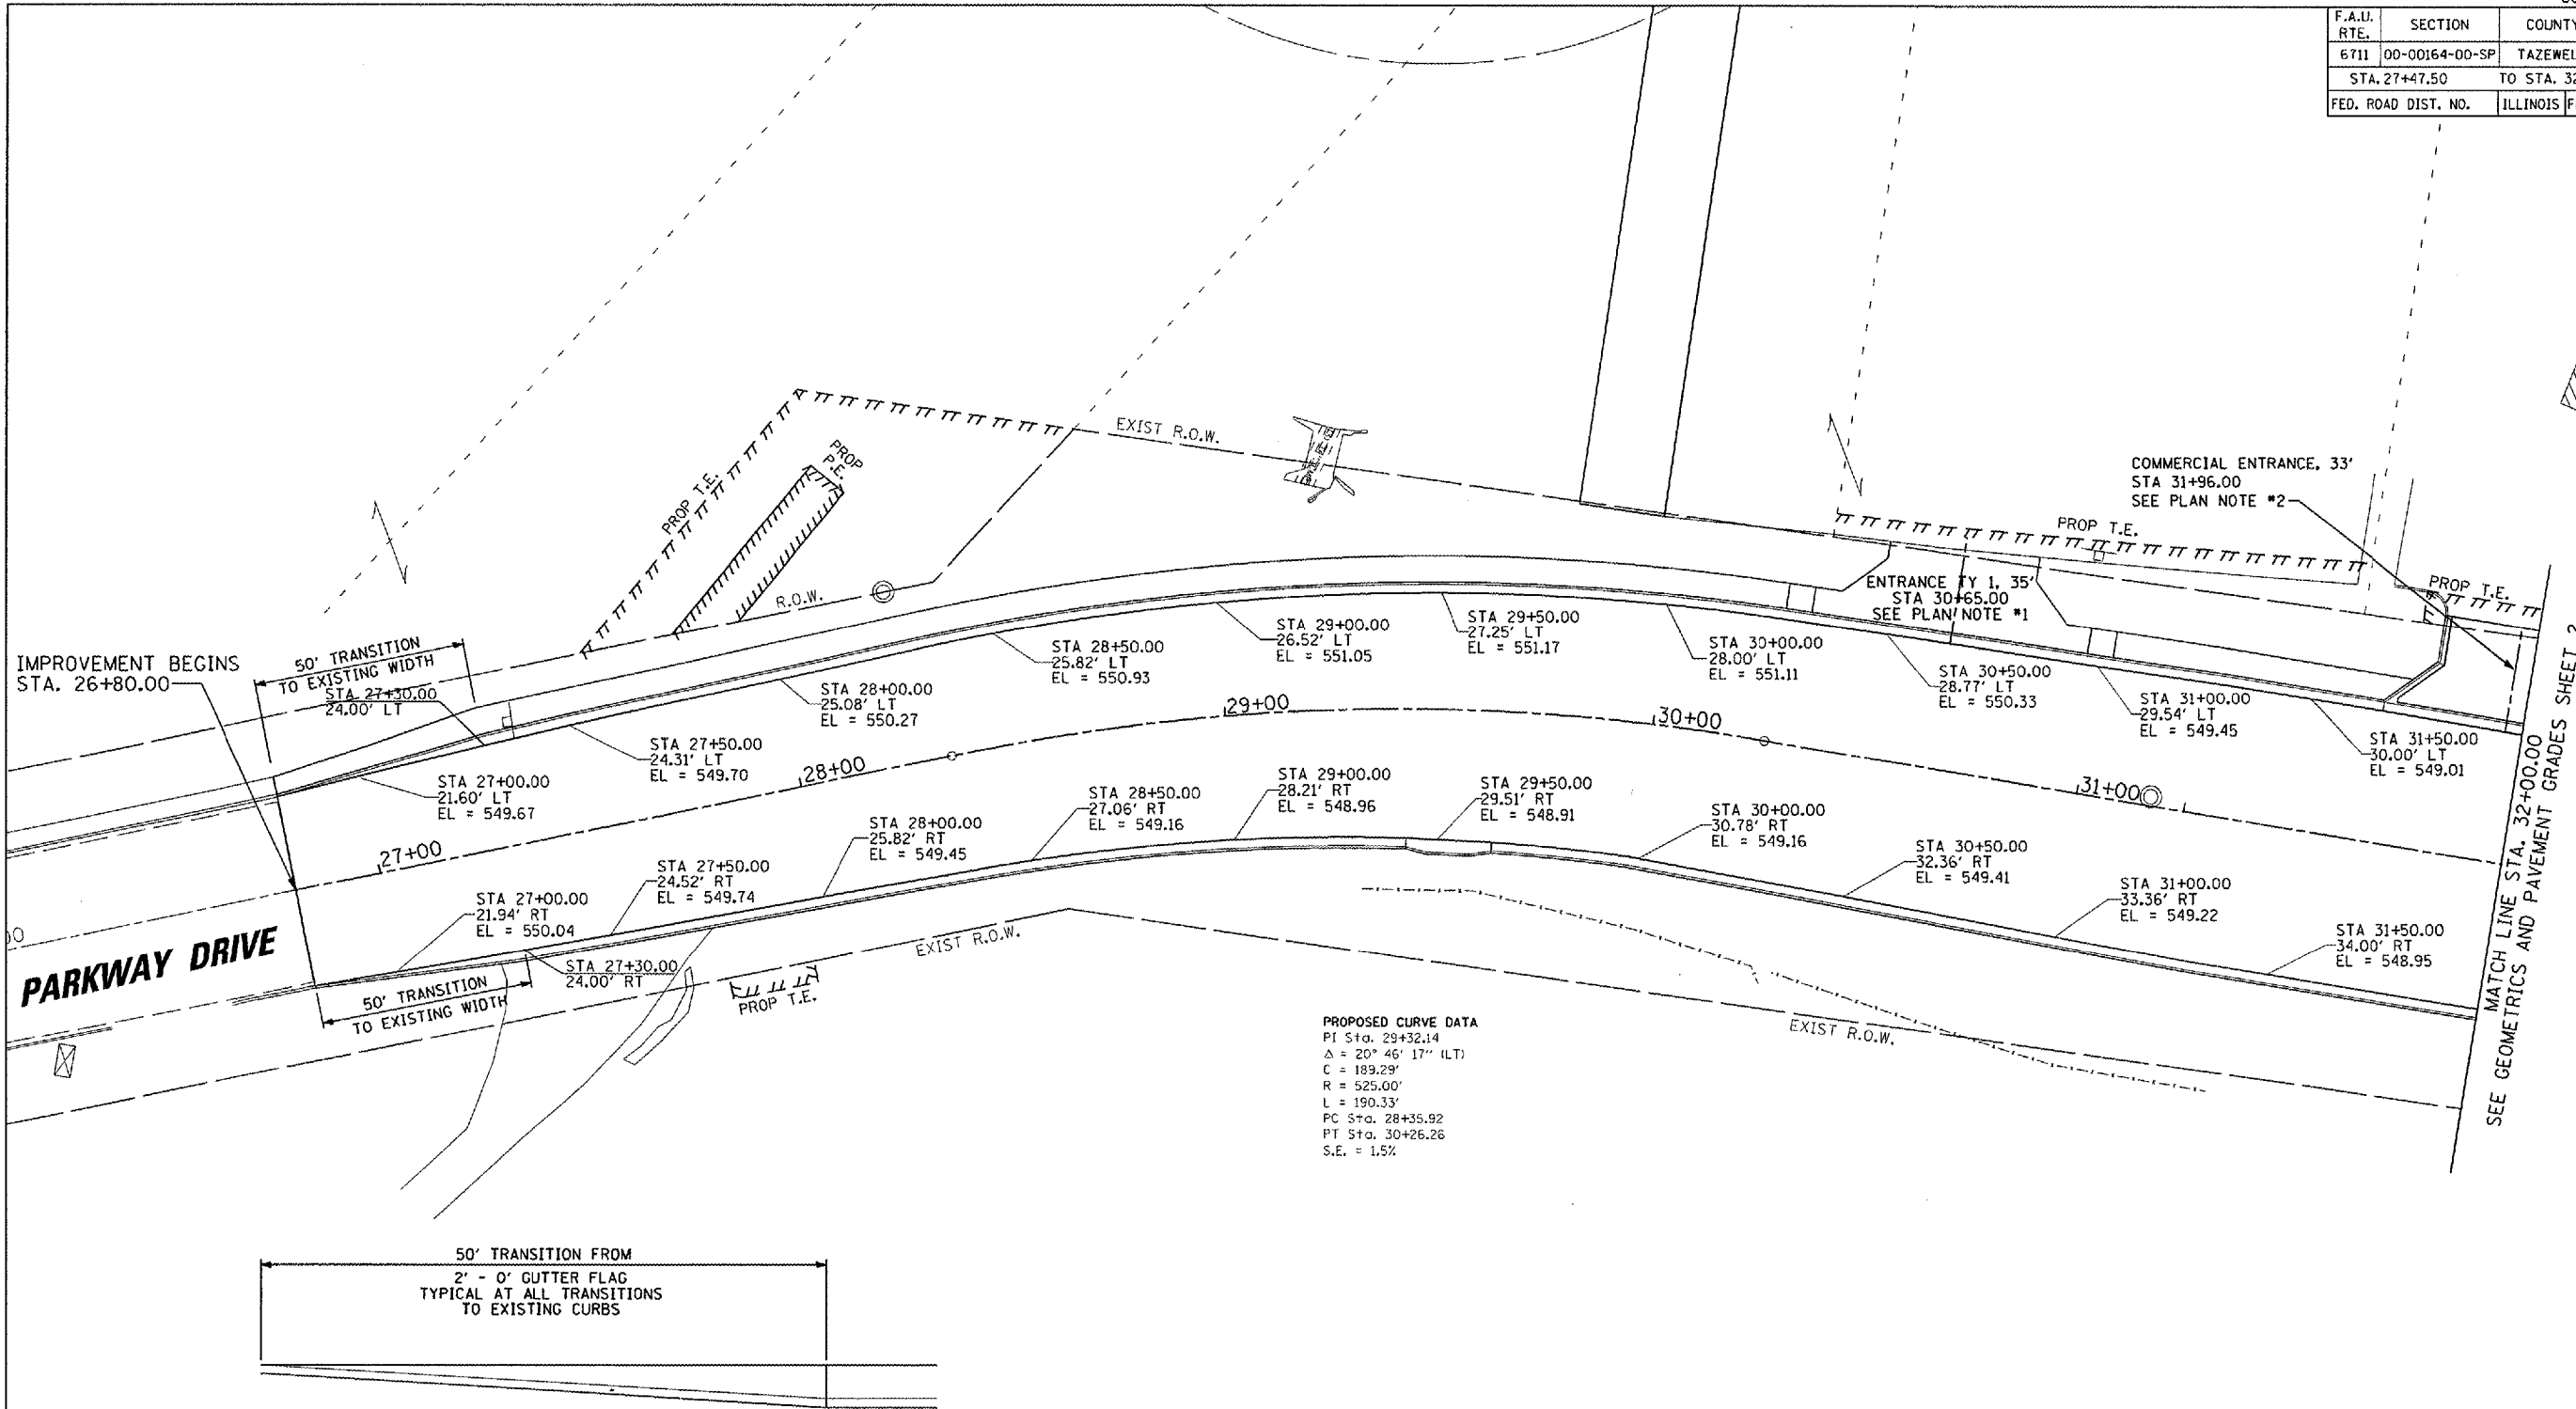 F.A.U. RTE. SECTION COUNTY
6711 00-00164-00-SP TAZEWEL
STA. 27+47.50 TO STA. 32
FED. ROAD DIST. NO. ILLINOIS
EXIST R.O.W.
PROP P.E.
PROP T.E.
R.O.W.
COMMERCIAL ENTRANCE, 33'
STA 31+96.00
SEE PLAN NOTE #2
PROP T.E.
PROP T.E.
ENTRANCE TY 1, 35'
STA 30+65.00
SEE PLAN NOTE #1
IMPROVEMENT BEGINS
STA. 26+80.00
50' TRANSITION
TO EXISTING WIDTH
STA 27+30.00
24.00' LT
STA 27+00.00
21.60' LT
EL = 549.67
STA 27+50.00
24.31' LT
EL = 549.70
STA 28+00.00
25.08' LT
EL = 550.27
STA 28+50.00
25.82' LT
EL = 550.93
STA 29+00.00
26.52' LT
EL = 551.05
STA 29+50.00
27.25' LT
EL = 551.17
STA 30+00.00
28.00' LT
EL = 551.11
STA 30+50.00
28.77' LT
EL = 550.33
STA 31+00.00
29.54' LT
EL = 549.45
STA 31+50.00
30.00' LT
EL = 549.01
27+00
28+00
29+00
30+00
31+00
STA 27+00.00
21.94' RT
EL = 550.04
STA 27+50.00
24.52' RT
EL = 549.74
STA 28+00.00
25.82' RT
EL = 549.45
STA 28+50.00
27.06' RT
EL = 549.16
STA 29+00.00
28.21' RT
EL = 548.96
STA 29+50.00
29.51' RT
EL = 548.91
STA 30+00.00
30.78' RT
EL = 549.16
STA 30+50.00
32.36' RT
EL = 549.41
STA 31+00.00
33.36' RT
EL = 549.22
STA 31+50.00
34.00' RT
EL = 548.95
PARKWAY DRIVE
STA 27+30.00
24.00' RT
50' TRANSITION
TO EXISTING WIDTH
PROP T.E.
EXIST R.O.W.
EXIST R.O.W.
MATCH LINE STA. 32+00.00
SEE GEOMETRICS AND PAVEMENT GRADES SHEET 2
PROPOSED CURVE DATA
PI Sta. 29+32.14
Δ = 20° 46' 17" (LT)
C = 189.29'
R = 525.00'
L = 190.33'
PC Sta. 28+35.92
PT Sta. 30+26.26
S.E. = 1.5%
50' TRANSITION FROM
2' - 0' GUTTER FLAG
TYPICAL AT ALL TRANSITIONS
TO EXISTING CURBS